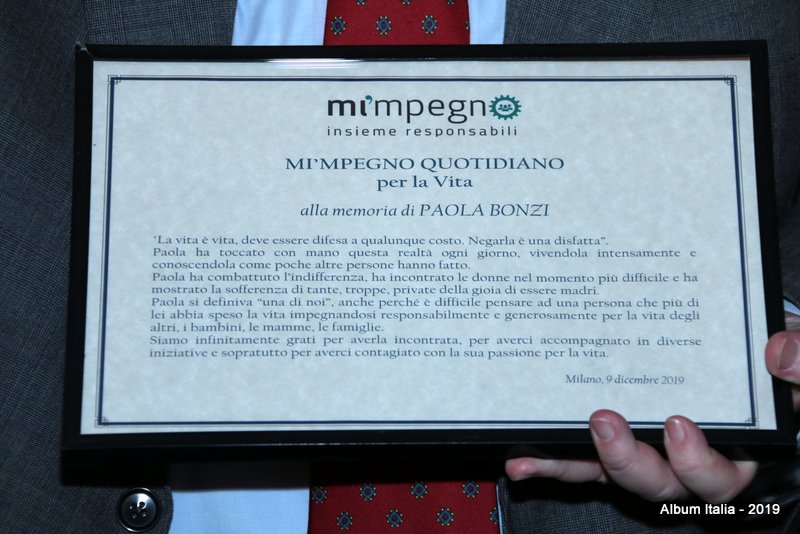 mi'mpegno
insieme responsabili
MI'MPEGNO QUOTIDIANO
per la Vita
alla memoria di PAOLA BONZI
"La vita è vita, deve essere difesa a qualunque costo. Negarla è una disfatta".
Paola ha toccato con mano questa realtà ogni giorno, vivendola intensamente e
conoscendola come poche altre persone hanno fatto.
Paola ha combattuto l'indifferenza, ha incontrato le donne nel momento più difficile e ha
mostrato la sofferenza di tante, troppe, private della gioia di essere madri.
Paola si definiva "una di noi", anche perché è difficile pensare ad una persona che più di
lei abbia speso la vita impegnandosi responsabilmente e generosamente per la vita degli
altri, i bambini, le mamme, le famiglie.
Siamo infinitamente grati per averla incontrata, per averci accompagnato in diverse
iniziative e sopratutto per averci contagiato con la sua passione per la vita.
Milano, 9 dicembre 2019
Album Italia - 2019